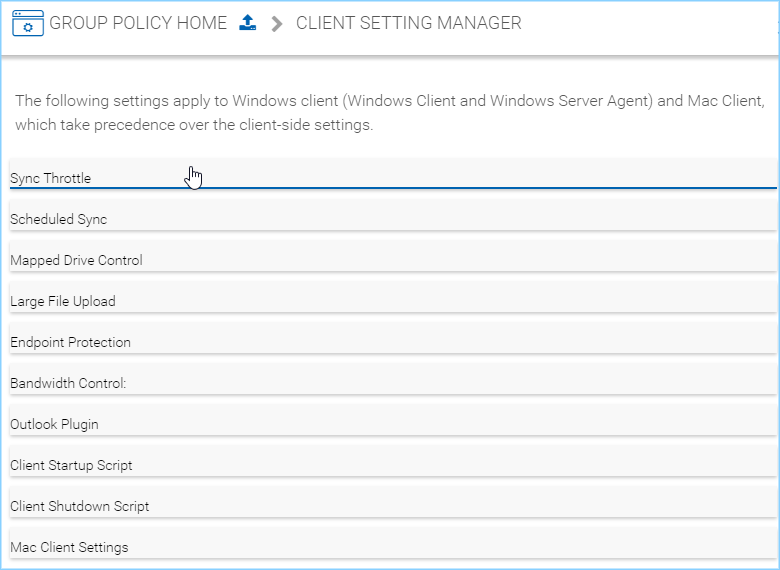 GROUP POLICY HOME CLIENT SETTING MANAGER
The following settings apply to Windows client (Windows Client and Windows Server Agent) and Mac Client,
which take precedence over the client-side settings.
Sync Throttle
Scheduled Sync
Mapped Drive Control
Large File Upload
Endpoint Protection
Bandwidth Control:
Outlook Plugin
Client Startup Script
Client Shutdown Script
Mac Client Settings